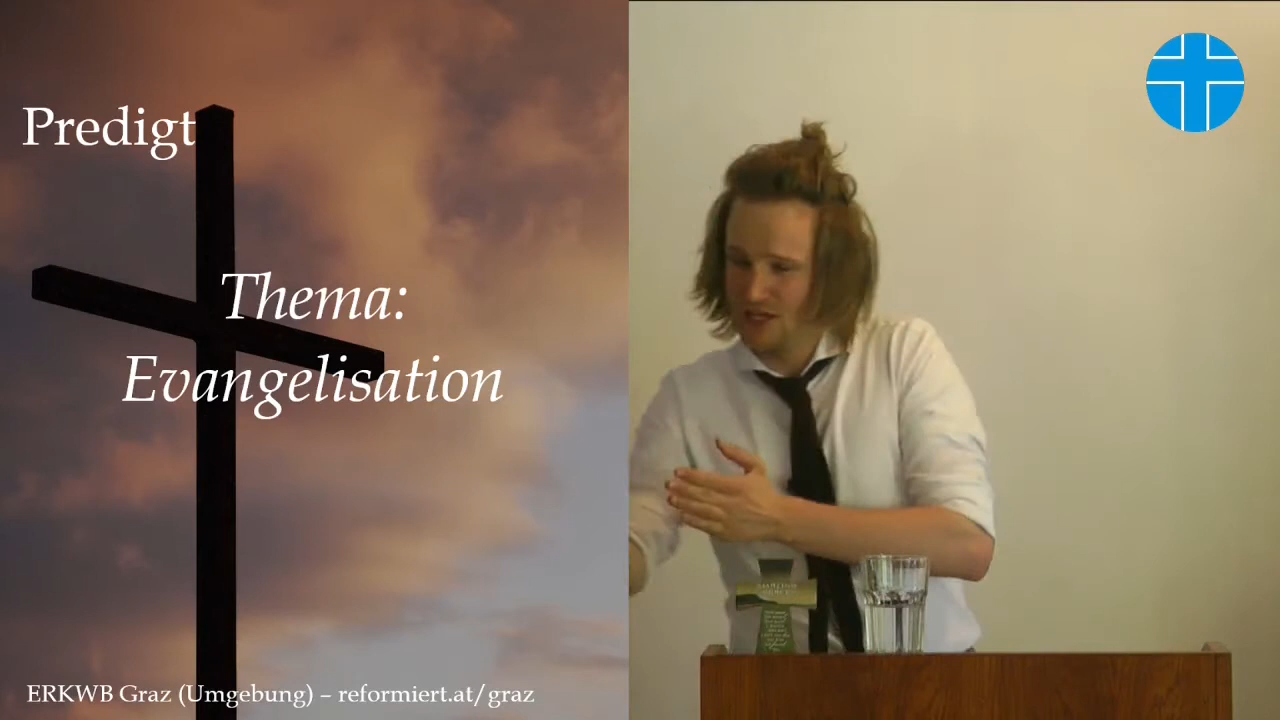 Predigt
Thema:
Evangelisation
ERKWB Graz (Umgebung) – reformiert.at/graz